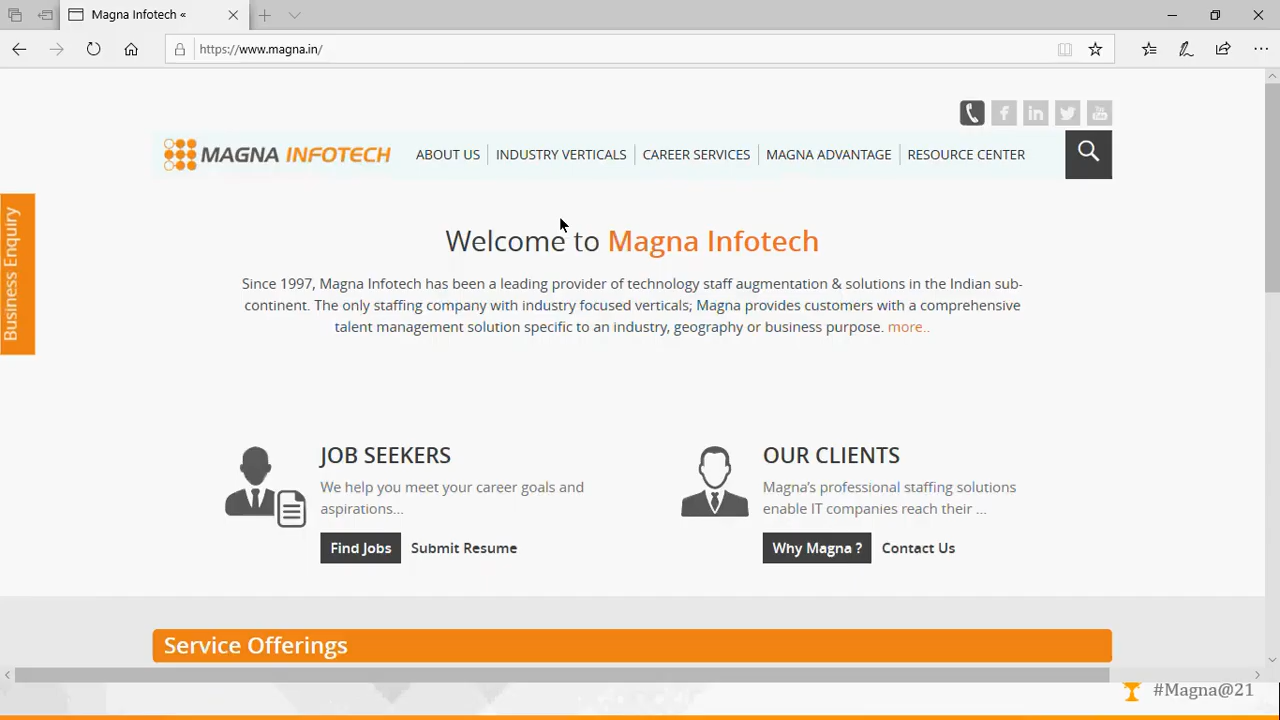 Magna Infotech «
https://www.magna.in/
MAGNA INFOTECH
ABOUT US
INDUSTRY VERTICALS
CAREER SERVICES
MAGNA ADVANTAGE
RESOURCE CENTER
Business Enquiry
Welcome to Magna Infotech
Since 1997, Magna Infotech has been a leading provider of technology staff augmentation & solutions in the Indian sub-
continent. The only staffing company with industry focused verticals; Magna provides customers with a comprehensive
talent management solution specific to an industry, geography or business purpose. more..
JOB SEEKERS
We help you meet your career goals and
aspirations...
Find Jobs
Submit Resume
OUR CLIENTS
Magna's professional staffing solutions
enable IT companies reach their ...
Why Magna ?
Contact Us
Service Offerings
#Magna@21